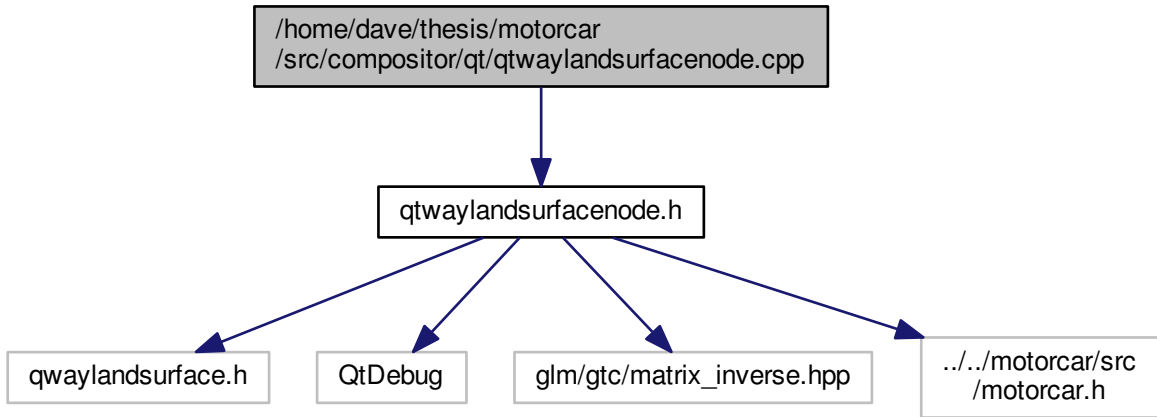 /home/dave/thesis/motorcar
/src/compositor/qt/qtwaylandsurfacenode.cpp
qtwaylandsurfacenode.h
qwaylandsurface.h
QtDebug
glm/gtc/matrix_inverse.hpp
../../motorcar/src
/motorcar.h